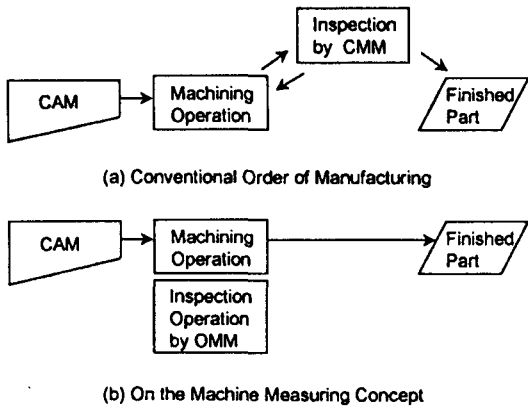 Inspection
by CMM
CAM
Machining
Operation
Finished
Part
(a) Conventional Order of Manufacturing
CAM
Machining
Operation
Finished
Part
Inspection
Operation
by OMM
(b) On the Machine Measuring Concept